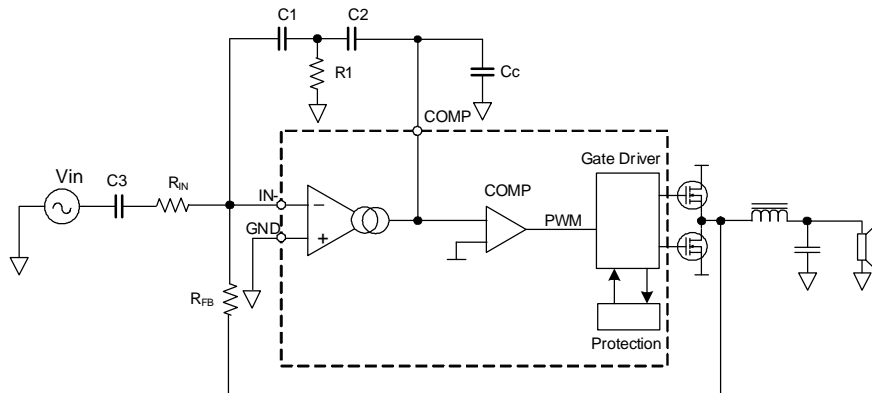 C1
C2
R1
Cc
COMP
Vin
C3
RIN
IN-
GND
COMP
PWM
Gate Driver
RFB
Protection